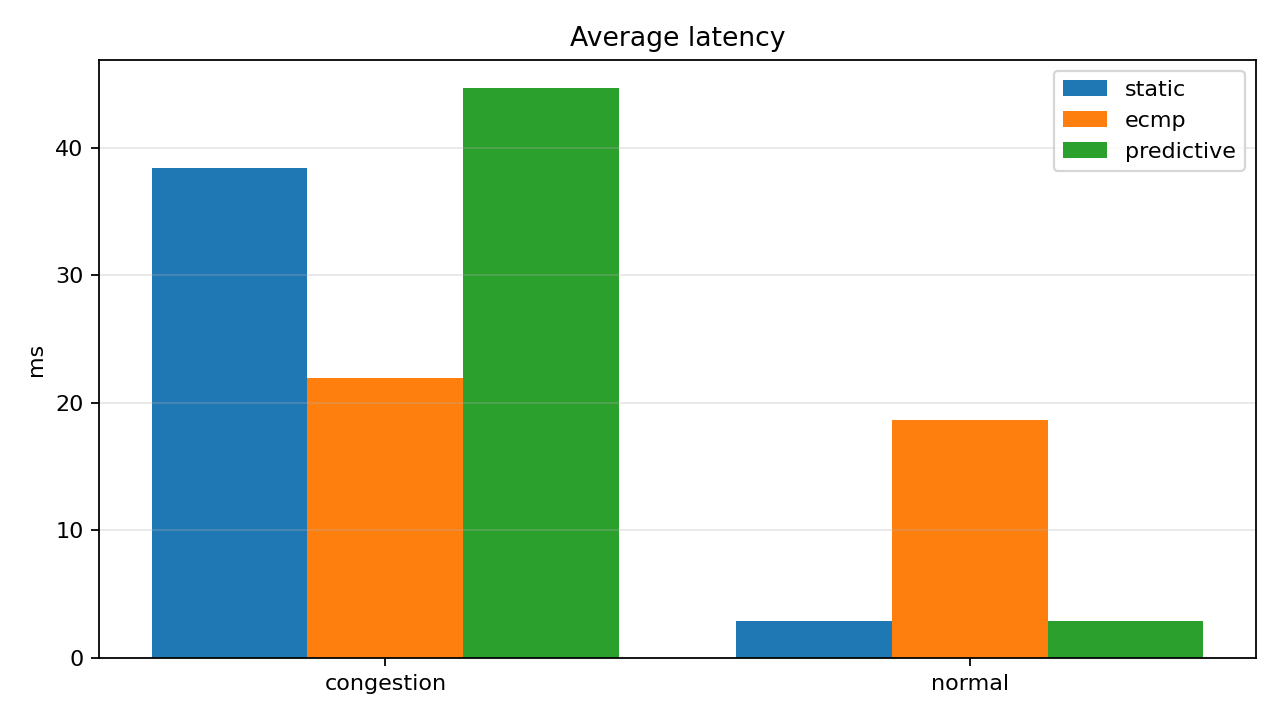 Average latency
static
ecmp
predictive
40
30
20
10
0
ms
congestion
normal